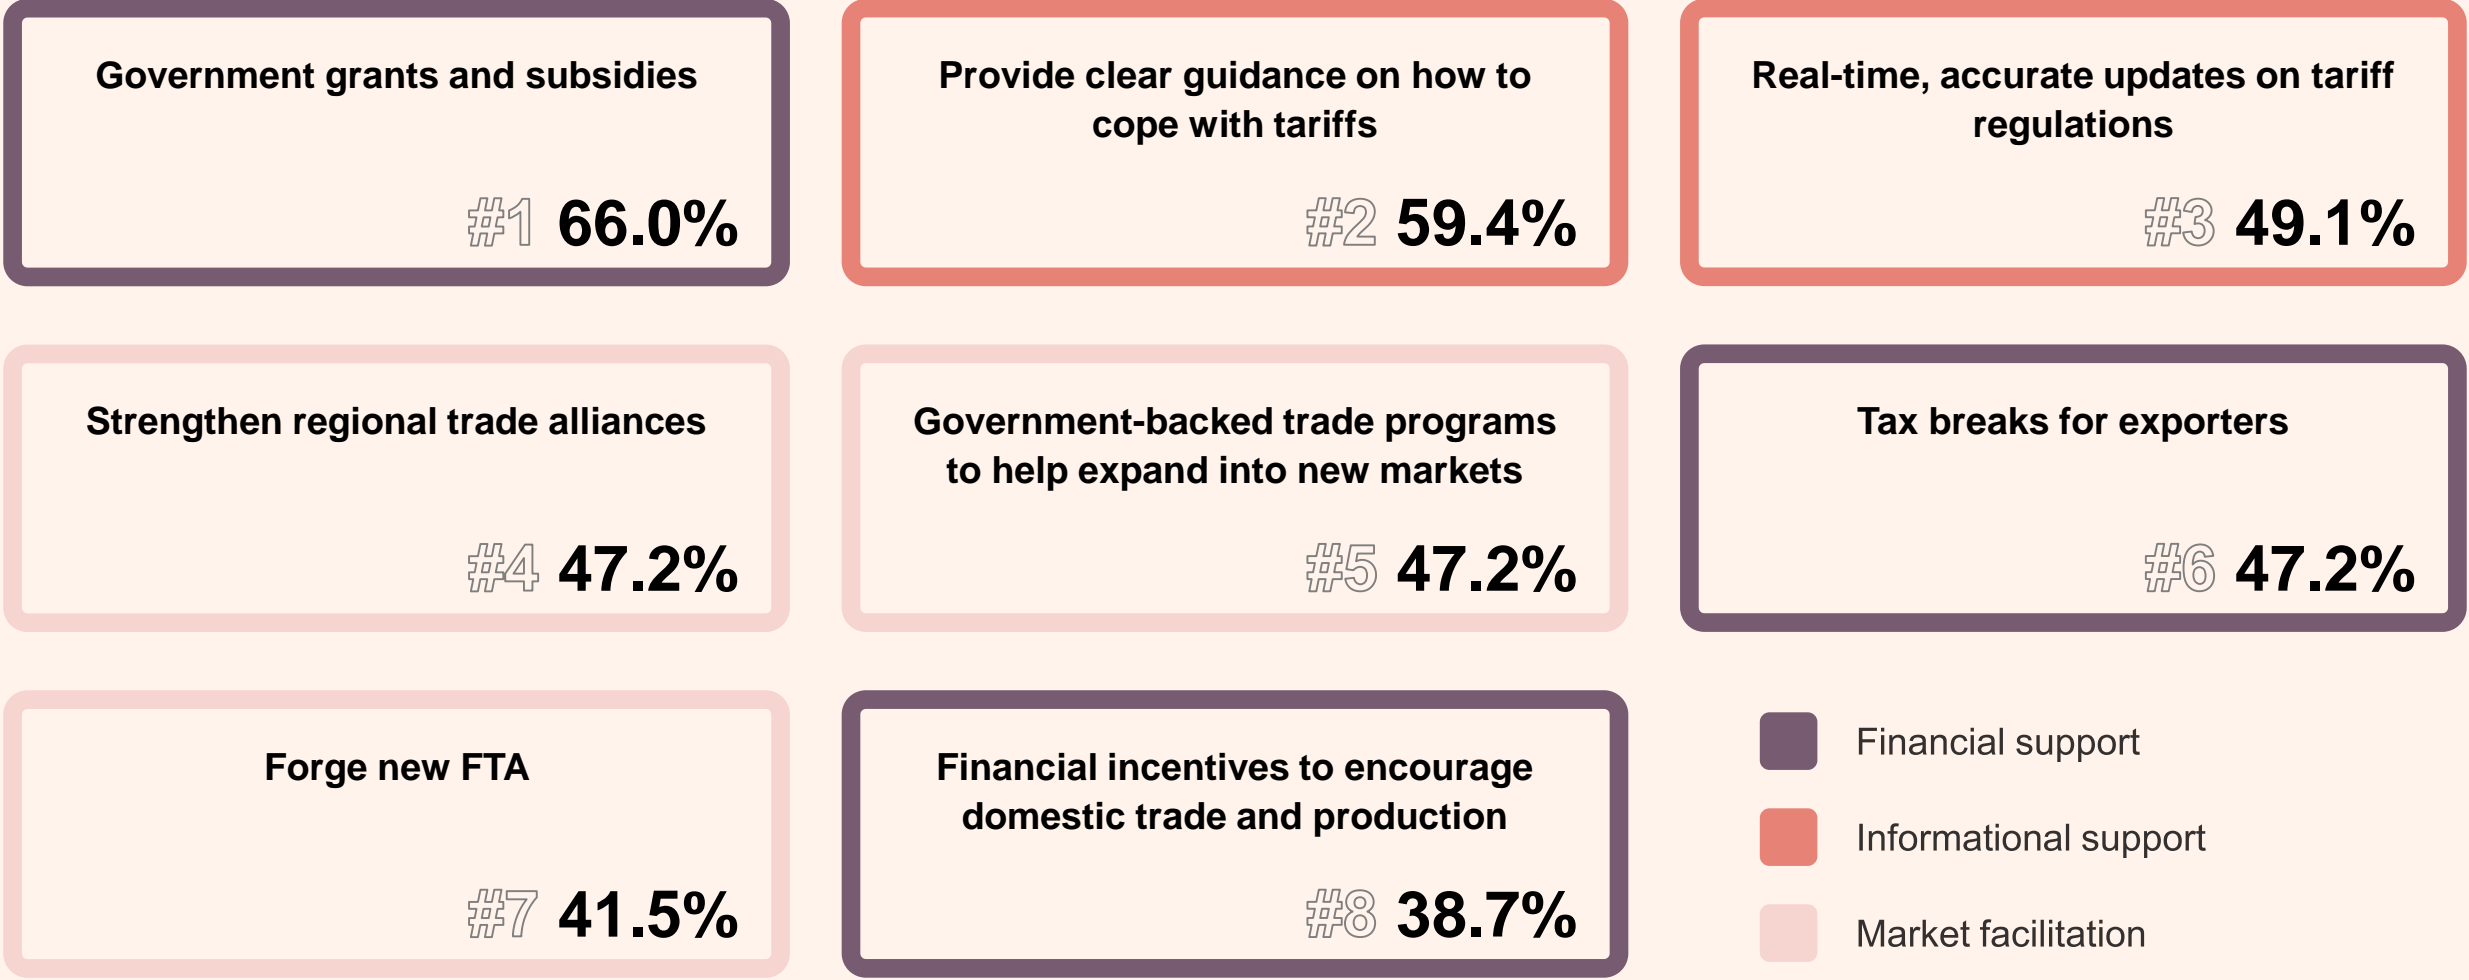 Government grants and subsidies
#1 66.0%
Provide clear guidance on how to
cope with tariffs
#2 59.4%
Real-time, accurate updates on tariff
regulations
#3 49.1%
Strengthen regional trade alliances
#4 47.2%
Government-backed trade programs
to help expand into new markets
#5 47.2%
Tax breaks for exporters
#6 47.2%
Forge new FTA
#7 41.5%
Financial incentives to encourage
domestic trade and production
#8 38.7%
Financial support
Informational support
Market facilitation